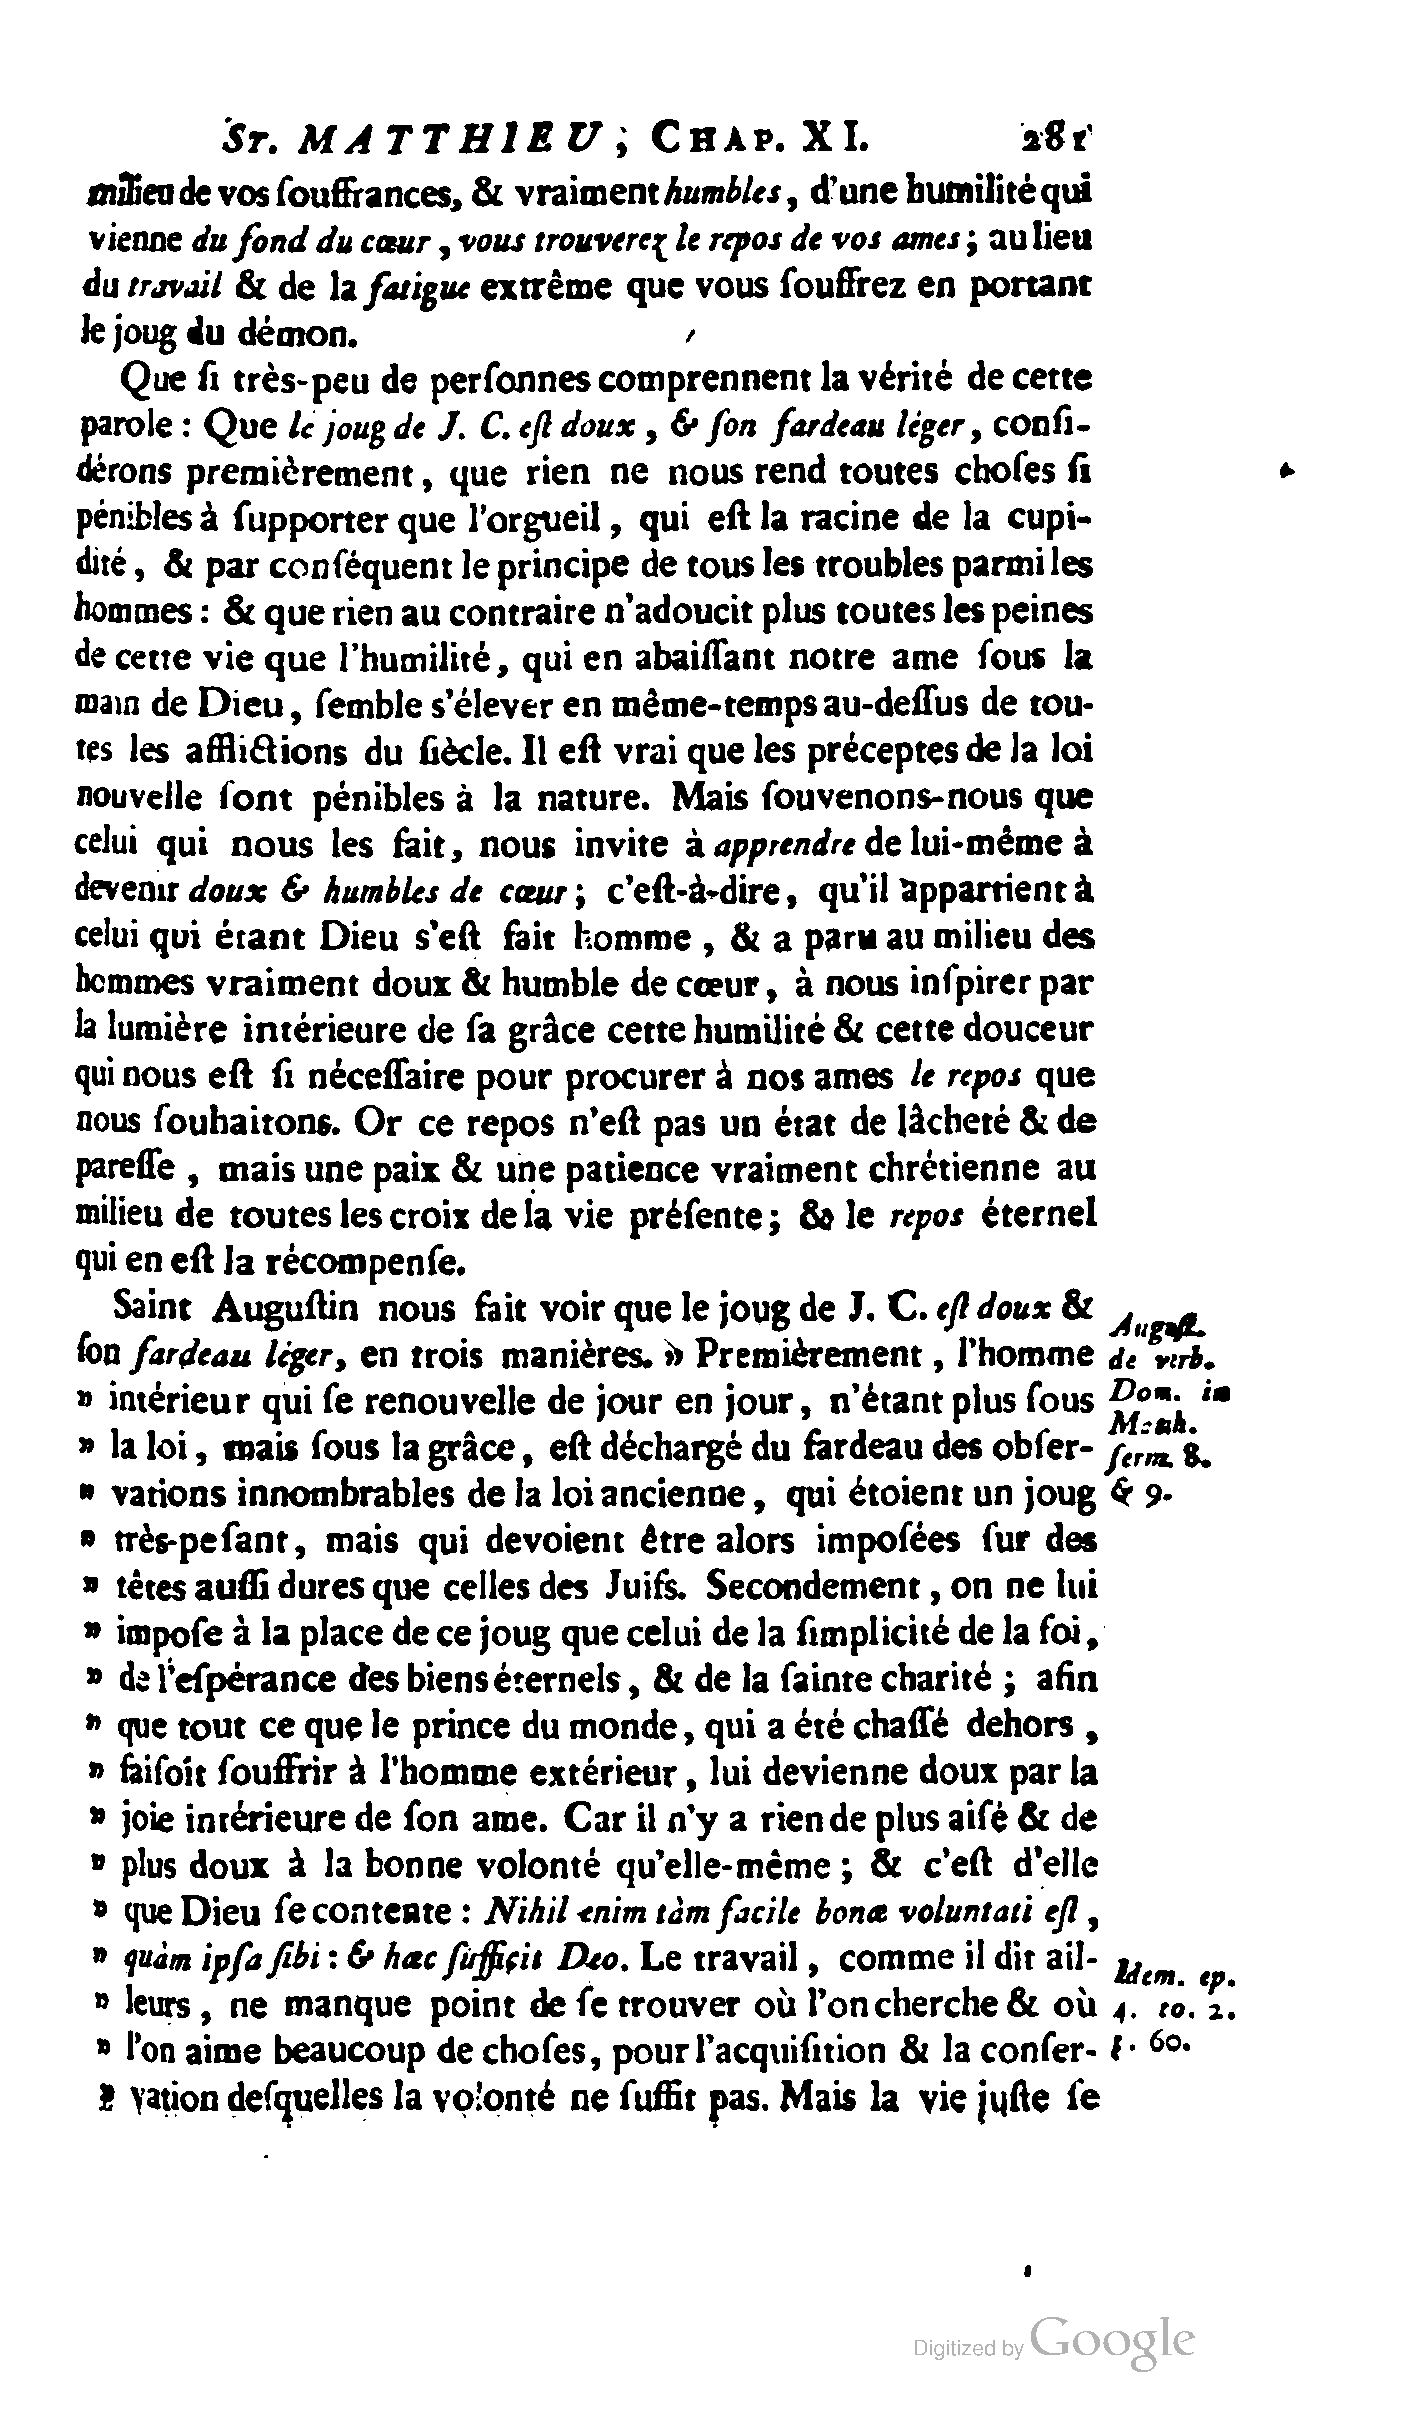 ST. MATTHIEU; CHAP. XI. 281
milieu de vos ſouffrances, & vraiment humbles, d'une humilité qui
vienne du fond du cœur, vous trouverez le repos de vos ames; au lieu
du travail & de la fatigue extrême que vous ſouffrez en portant
le joug du démon.
Que ſi très-peu de perſonnes comprennent la vérité de cette
parole : Que le joug de J. C. eſt doux, & ſon fardeau léger, conſi-
dérons premièrement, que rien ne nous rend toutes choſes ſi
pénibles à ſupporter que l'orgueil, qui eſt la racine de la cupi-
dité, & par conſéquent le principe de tous les troubles parmi les
hommes : & que rien au contraire n'adoucit plus toutes les peines
de cette vie que l'humilité, qui en abaiſſant notre ame ſous la
main de Dieu, ſemble s'élever en même-temps au-deſſus de tou-
tes les afflictions du ſiècle. Il eſt vrai que les préceptes de la loi
nouvelle ſont pénibles à la nature. Mais ſouvenons-nous que
celui qui nous les fait, nous invite à apprendre de lui-même à
devenir doux & humbles de cœur; c'eſt-à-dire, qu'il appartient à
celui qui étant Dieu s'eſt fait homme, & a paru au milieu des
hommes vraiment doux & humble de cœur, à nous inſpirer par
la lumière intérieure de ſa grâce cette humilité & cette douceur
qui nous eſt ſi néceſſaire pour procurer à nos ames le repos que
nous ſouhaitons. Or ce repos n'eſt pas un état de lâcheté & de
pareſſe, mais une paix & une patience vraiment chrétienne au
milieu de toutes les croix de la vie préſente; & le repos éternel
qui en eſt la récompenſe.
Saint Auguſtin nous fait voir que le joug de J. C. eſt doux &
ſon fardeau léger, en trois manières. » Premièrement, l'homme
» intérieur qui ſe renouvelle de jour en jour, n'étant plus ſous
» la loi, mais ſous la grâce, eſt déchargé du fardeau des obſer-
» vations innombrables de la loi ancienne, qui étoient un joug
» très-peſant, mais qui devoient être alors impoſées ſur des
» têtes auſſi dures que celles des Juifs. Secondement, on ne lui
» impoſe à la place de ce joug que celui de la ſimplicité de la foi,
» de l'eſpérance des biens éternels, & de la ſainte charité; afin
» que tout ce que le prince du monde, qui a été chaſſé dehors,
» faiſoit ſouffrir à l'homme extérieur, lui devienne doux par la
» joie intérieure de ſon ame. Car il n'y a rien de plus aiſé & de
» plus doux à la bonne volonté qu'elle-même; & c'eſt d'elle
» que Dieu ſe contente : Nihil enim tàm facile bonæ voluntati eſt,
» quàm ipſa ſibi : & hæc ſufficit Deo. Le travail, comme il dit ail-
» leurs, ne manque point de ſe trouver où l'on cherche & où
» l'on aime beaucoup de choſes, pour l'acquiſition & la conſer-
» vation deſquelles la volonté ne ſuffit pas. Mais la vie juſte ſe
Auguſt.
de verb.
Dom. in
Matth.
ſerm. 8.
& 9.
Idem. ep.
4. to. 2.
p. 60.
Digitized by Google